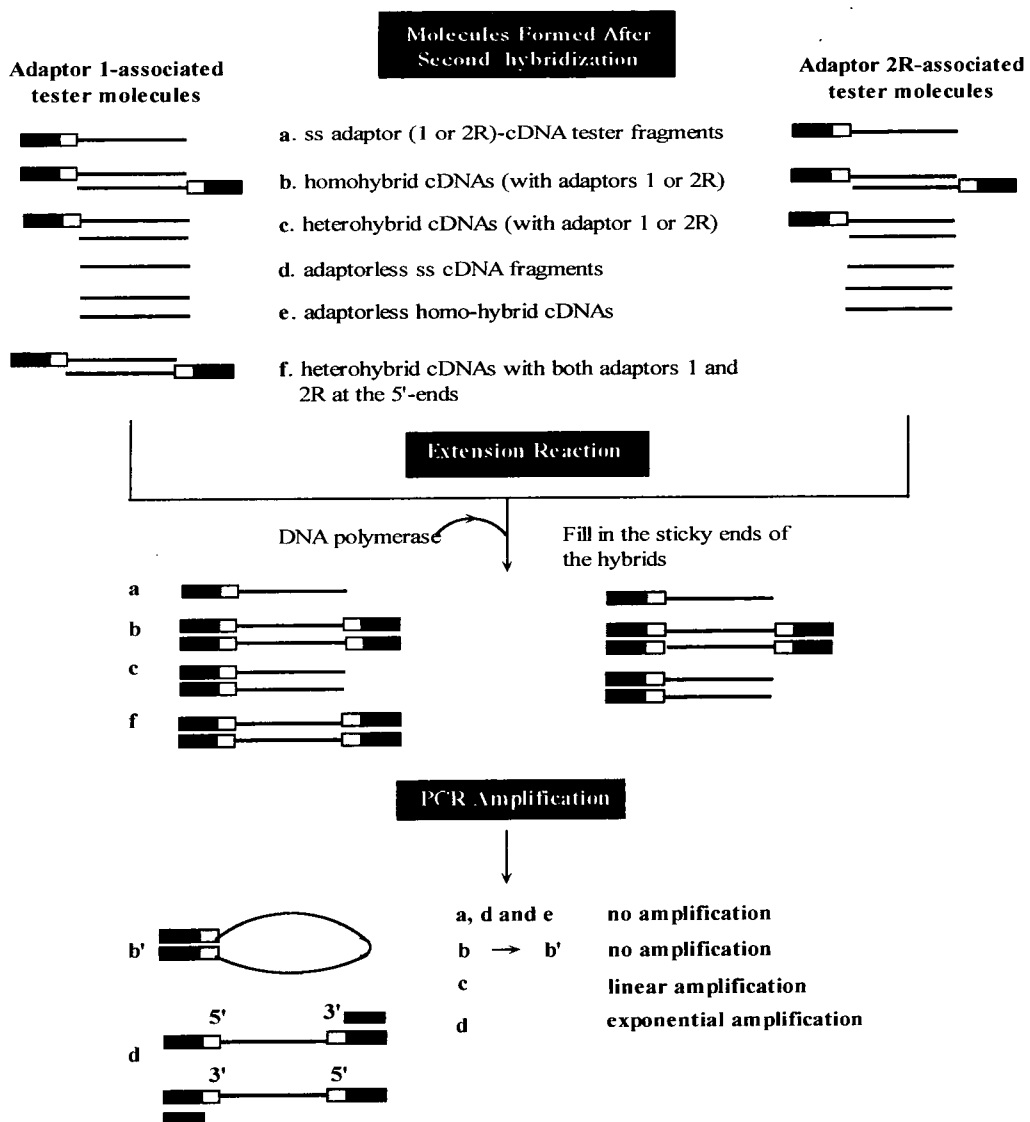 Molecules Formed After
Second hybridization
Adaptor 1-associated
tester molecules
Adaptor 2R-associated
tester molecules
a. ss adaptor (1 or 2R)-cDNA tester fragments
b. homohybrid cDNAs (with adaptors 1 or 2R)
c. heterohybrid cDNAs (with adaptor 1 or 2R)
d. adaptorless ss cDNA fragments
e. adaptorless homo-hybrid cDNAs
f. heterohybrid cDNAs with both adaptors 1 and
2R at the 5'-ends
Extension Reaction
DNA polymerase
Fill in the sticky ends of
the hybrids
a
b
c
f
PCR Amplification
a, d and e no amplification
b → b' no amplification
c linear amplification
d exponential amplification
b'
5' 3'
d
3' 5'